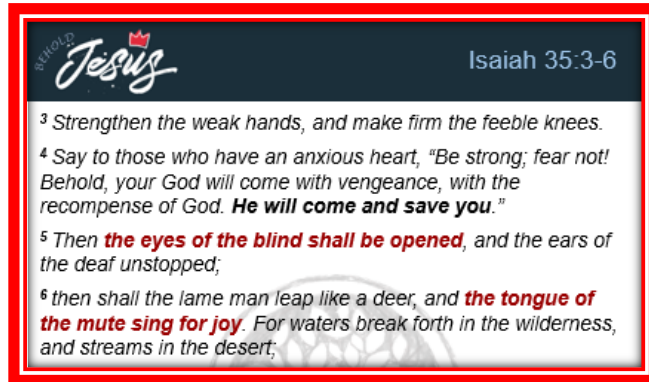 BEHOLD
Jesus
Isaiah 35:3-6
3 Strengthen the weak hands, and make firm the feeble knees.
4 Say to those who have an anxious heart, “Be strong; fear not!
Behold, your God will come with vengeance, with the
recompense of God. He will come and save you.”
5 Then the eyes of the blind shall be opened, and the ears of
the deaf unstopped;
6 then shall the lame man leap like a deer, and the tongue of
the mute sing for joy. For waters break forth in the wilderness,
and streams in the desert;